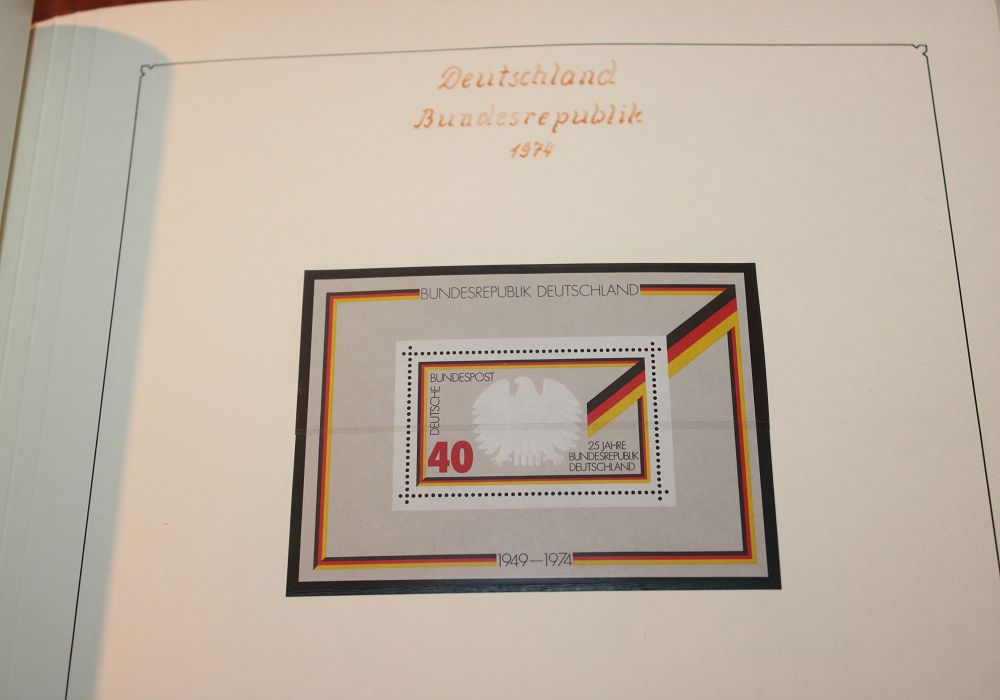 Deutschland
Bundesrepublik
1974
BUNDESREPUBLIK DEUTSCHLAND
DEUTSCHE
BUNDESPOST
40
25 JAHRE
BUNDESREPUBLIK
DEUTSCHLAND
1949–1974